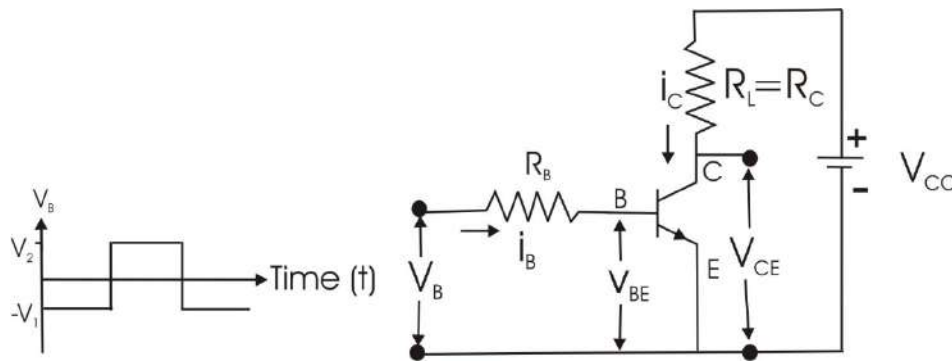 V_B
V_2
-V_1
Time (t)
V_B
R_B
i_B
B
V_BE
i_C
R_L=R_C
C
E
V_CE
+
-
V_CC